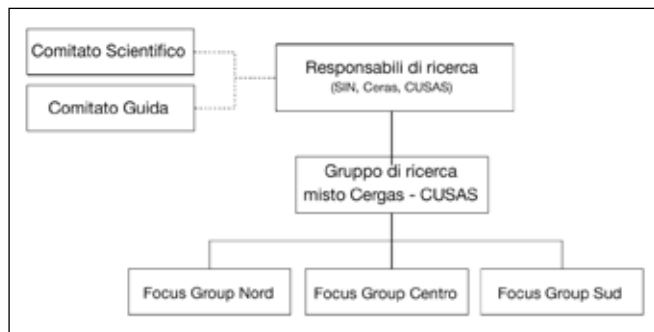 Comitato Scientifico
Comitato Guida
Responsabili di ricerca
(SIN, Ceras, CUSAS)
Gruppo di ricerca
misto Cergas - CUSAS
Focus Group Nord
Focus Group Centro
Focus Group Sud